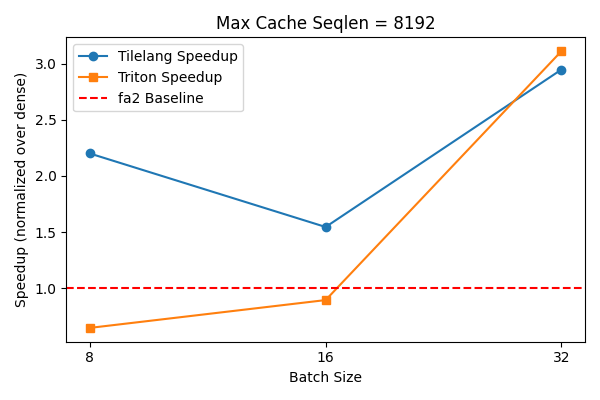 Max Cache Seqlen = 8192
Tilelang Speedup
Triton Speedup
fa2 Baseline
Speedup (normalized over dense)
3.0
2.5
2.0
1.5
1.0
8
16
32
Batch Size